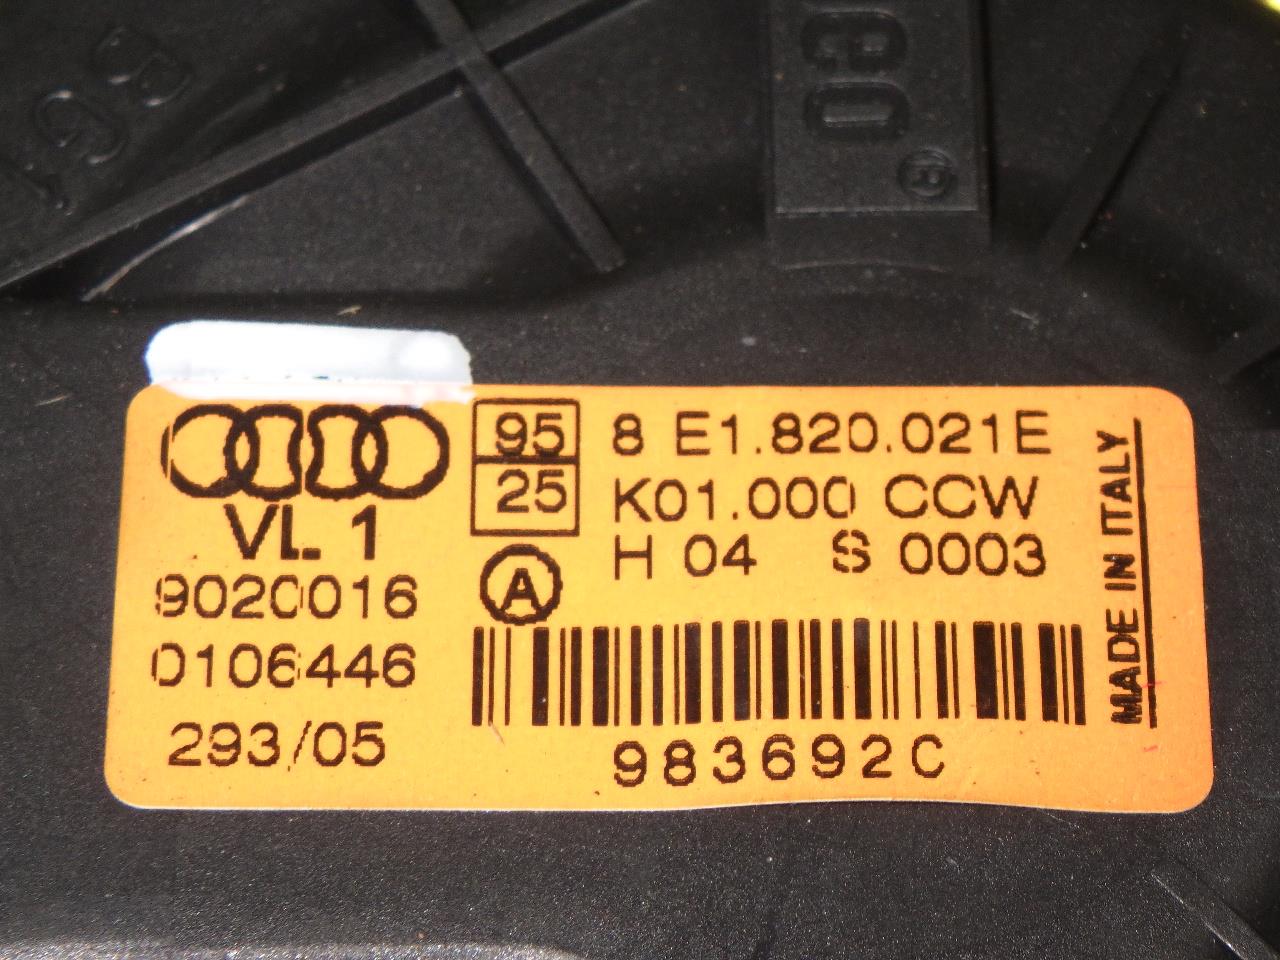 CO
®
VL 1
9020016
0106446
293/05
95
25
A
8 E1.820.021E
K01.000 CCW
H 04 S 0003
983692C
MADE IN ITALY